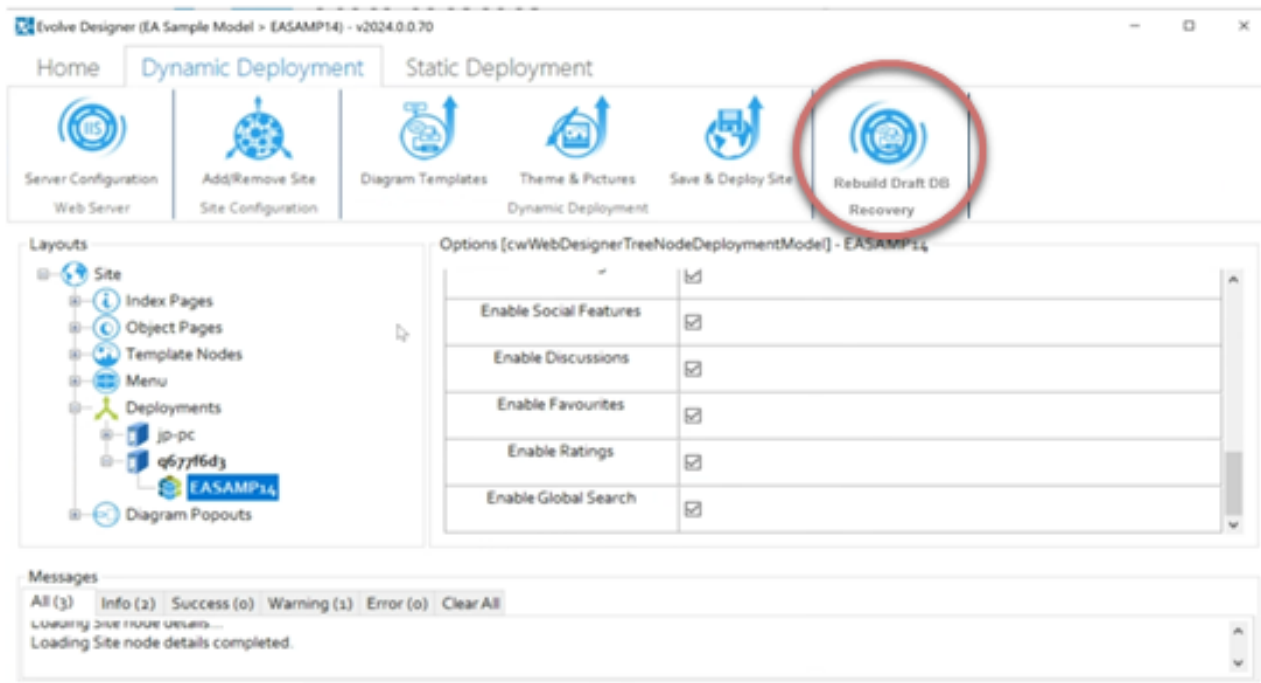 Evolve Designer (EA Sample Model > EASAMP14) - v2024.0.0.70
Home Dynamic Deployment Static Deployment
IIS
Server Configuration Add/Remove Site Diagram Templates Theme & Pictures Save & Deploy Site Rebuild Draft DB
Web Server Site Configuration Dynamic Deployment Recovery
Layouts
Site
Index Pages
Object Pages
Template Nodes
Menu
Deployments
jp-pc
q677f6d3
EASAMP14
Diagram Popouts
Options [cwWebDesignerTreeNodeDeploymentModel] - EASAMP14
Enable Social Features
Enable Discussions
Enable Favourites
Enable Ratings
Enable Global Search
Messages
All (3) Info (2) Success (0) Warning (1) Error (0) Clear All
Loading Site node details...
Loading Site node details completed.